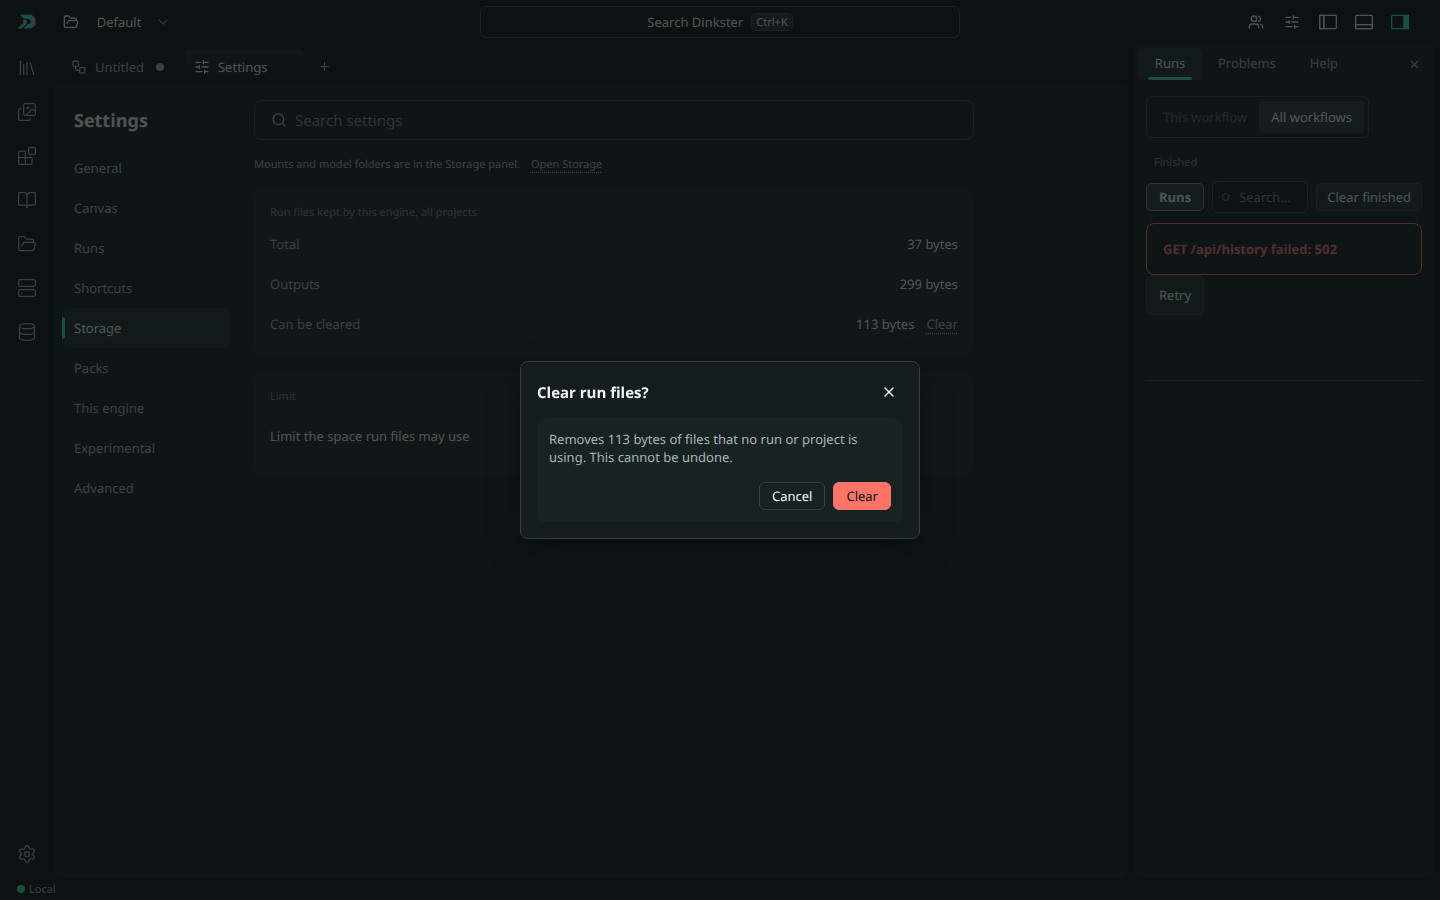 Default
Search Dinkster Ctrl+K
Untitled
Settings
Runs
Problems
Help
Settings
General
Canvas
Runs
Shortcuts
Storage
Packs
This engine
Experimental
Advanced
Search settings
Mounts and model folders are in the Storage panel. Open Storage
Run files kept by this engine, all projects
Total 37 bytes
Outputs 299 bytes
Can be cleared 113 bytes Clear
Limit
Limit the space run files may use
Clear run files?
Removes 113 bytes of files that no run or project is
using. This cannot be undone.
Cancel Clear
This workflow All workflows
Finished
Runs Search... Clear finished
GET /api/history failed: 502
Retry
Local